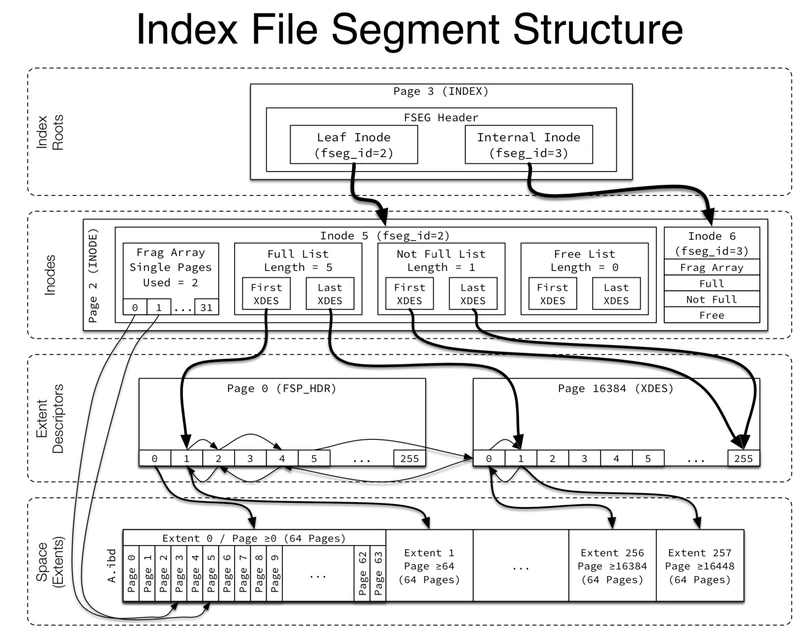 Index File Segment Structure
Index
Roots
Page 3 (INDEX)
FSEG Header
Leaf Inode
(fseg_id=2)
Internal Inode
(fseg_id=3)
Inodes
Page 2 (INODE)
Inode 5 (fseg_id=2)
Frag Array
Single Pages
Used = 2
0 1 ... 31
Full List
Length = 5
First
XDES
Last
XDES
Not Full List
Length = 1
First
XDES
Last
XDES
Free List
Length = 0
First
XDES
Last
XDES
Inode 6
(fseg_id=3)
Frag Array
Full
Not Full
Free
Extent
Descriptors
Page 0 (FSP_HDR)
0 1 2 3 4 5 ... 255
Page 16384 (XDES)
0 1 2 3 4 5 ... 255
Space
(Extents)
A.ibd
Extent 0 / Page ≥0 (64 Pages)
Page 0
Page 1
Page 2
Page 3
Page 4
Page 5
Page 6
Page 7
Page 8
Page 9
...
Page 62
Page 63
Extent 1
Page ≥64
(64 Pages)
...
Extent 256
Page ≥16384
(64 Pages)
Extent 257
Page ≥16448
(64 Pages)